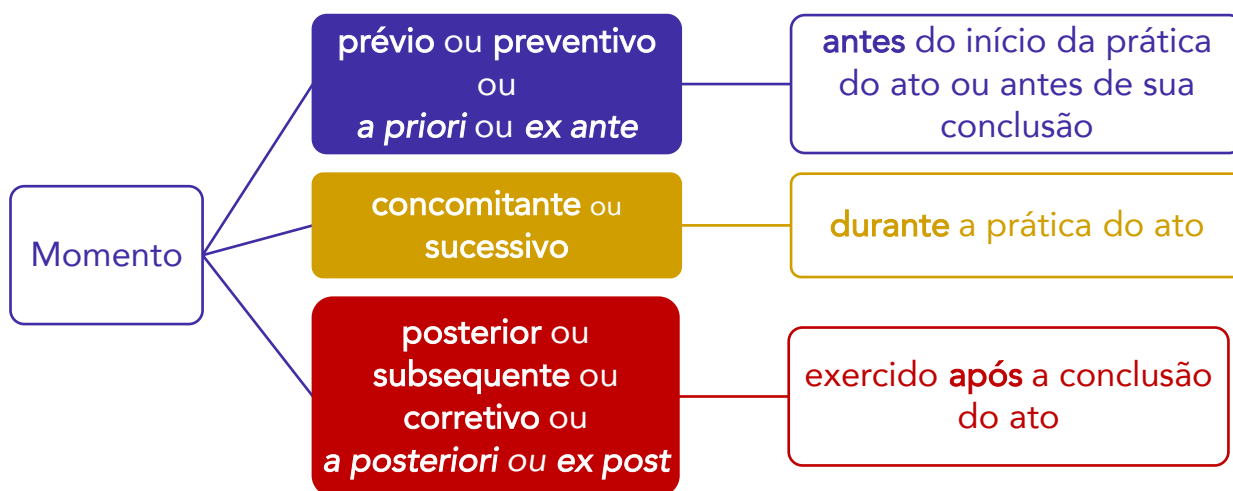 Momento
prévio ou preventivo
ou
a priori ou ex ante
antes do início da prática
do ato ou antes de sua
conclusão
concomitante ou
sucessivo
durante a prática do ato
posterior ou
subsequente ou
corretivo ou
a posteriori ou ex post
exercido após a conclusão
do ato